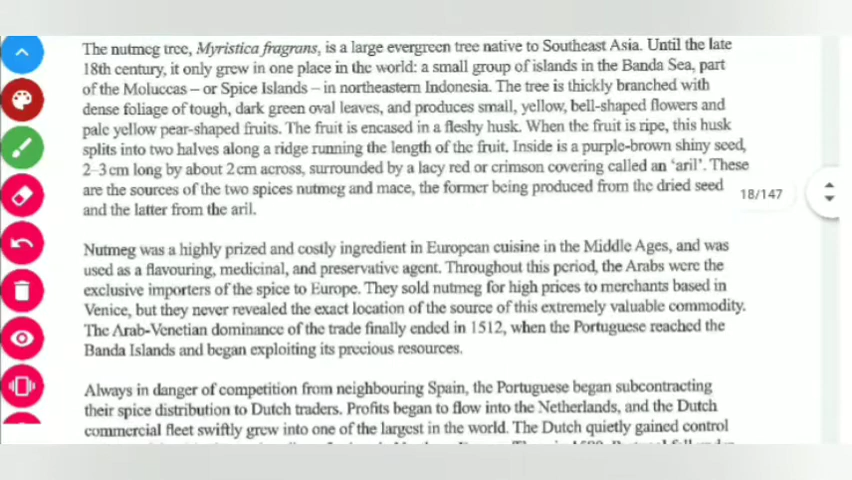 The nutmeg tree, Myristica fragrans, is a large evergreen tree native to Southeast Asia. Until the late
18th century, it only grew in one place in the world: a small group of islands in the Banda Sea, part
of the Moluccas – or Spice Islands – in northeastern Indonesia. The tree is thickly branched with
dense foliage of tough, dark green oval leaves, and produces small, yellow, bell-shaped flowers and
pale yellow pear-shaped fruits. The fruit is encased in a fleshy husk. When the fruit is ripe, this husk
splits into two halves along a ridge running the length of the fruit. Inside is a purple-brown shiny seed,
2–3 cm long by about 2 cm across, surrounded by a lacy red or crimson covering called an ‘aril’. These
are the sources of the two spices nutmeg and mace, the former being produced from the dried seed
and the latter from the aril.
18/147
Nutmeg was a highly prized and costly ingredient in European cuisine in the Middle Ages, and was
used as a flavouring, medicinal, and preservative agent. Throughout this period, the Arabs were the
exclusive importers of the spice to Europe. They sold nutmeg for high prices to merchants based in
Venice, but they never revealed the exact location of the source of this extremely valuable commodity.
The Arab-Venetian dominance of the trade finally ended in 1512, when the Portuguese reached the
Banda Islands and began exploiting its precious resources.
Always in danger of competition from neighbouring Spain, the Portuguese began subcontracting
their spice distribution to Dutch traders. Profits began to flow into the Netherlands, and the Dutch
commercial fleet swiftly grew into one of the largest in the world. The Dutch quietly gained control